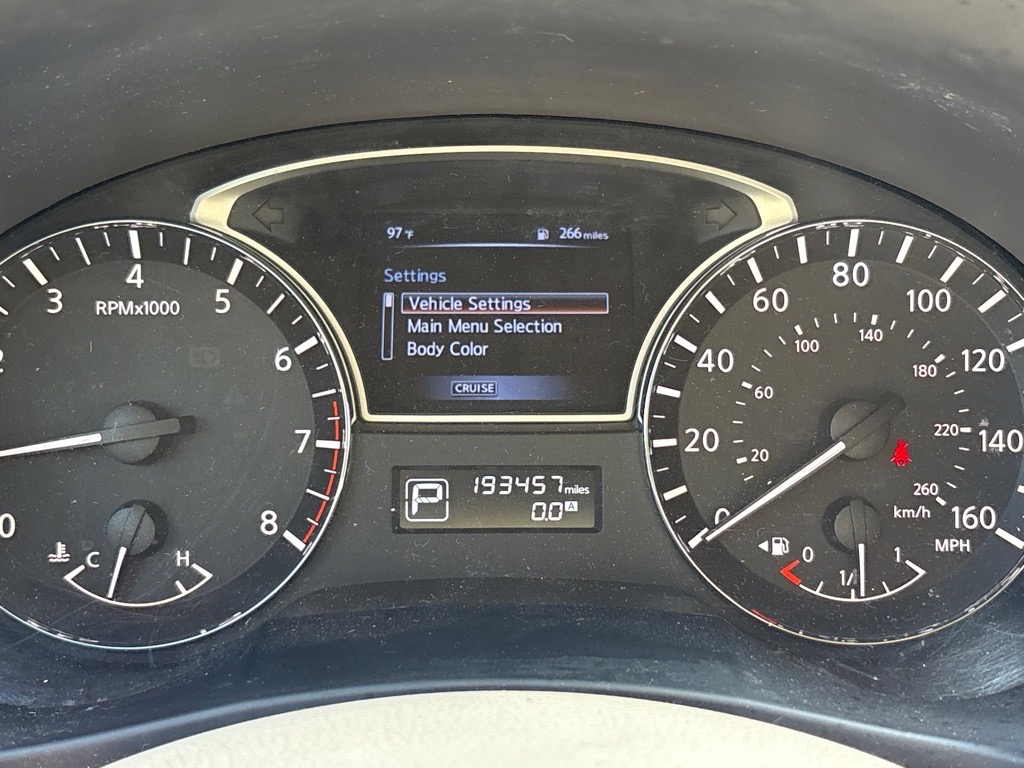 97°F 266 miles
Settings
Vehicle Settings
Main Menu Selection
Body Color
CRUISE
0 2 3 4 5 6 7 8
RPMx1000
C H
P 193457 miles
0.0 A
0 20 40 60 80 100 120 140 160
MPH
20 60 100 140 180 220 260
km/h
0 1/ 1